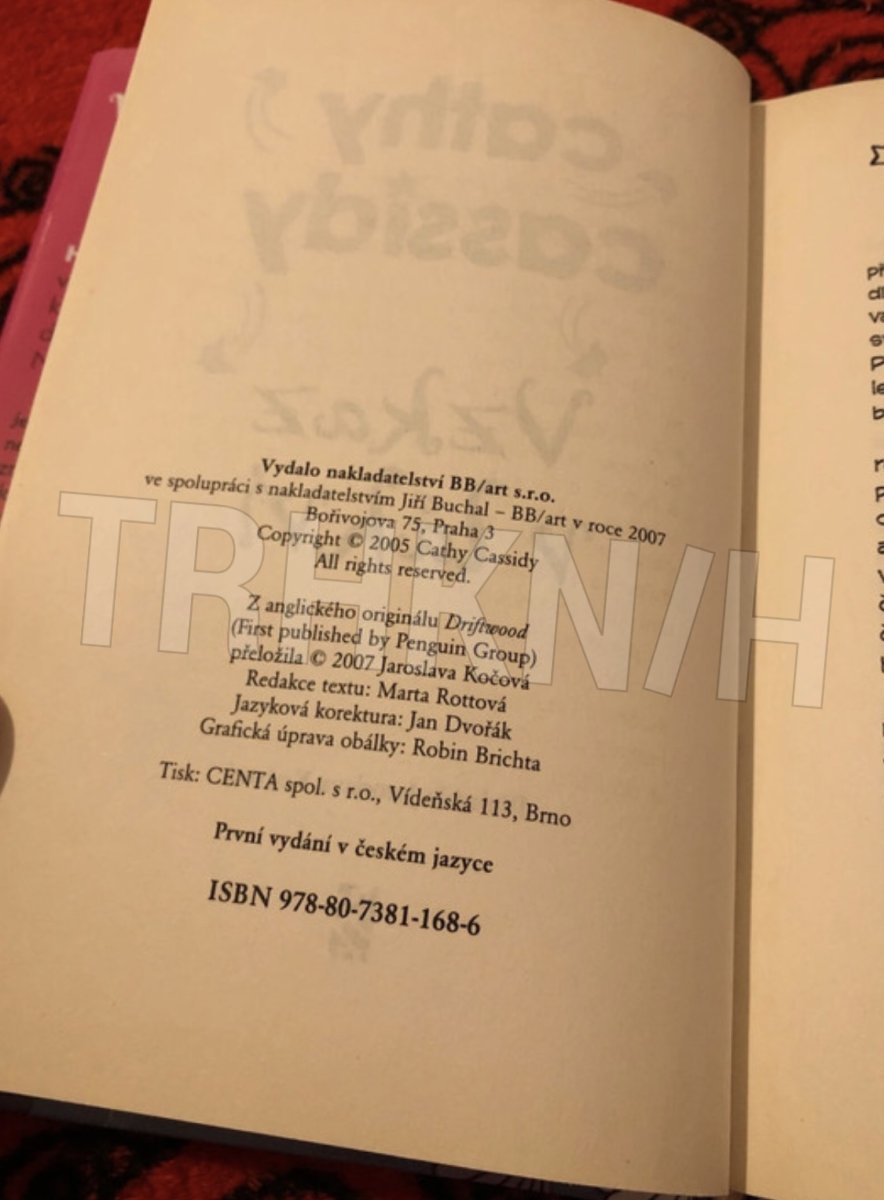 cathy
cassidy
Vzkaz
Vydalo nakladatelství BB/art s.r.o.
ve spolupráci s nakladatelstvím Jiří Buchal – BB/art v roce 2007
Bořivojova 75, Praha 3
Copyright © 2005 Cathy Cassidy
All rights reserved.
Z anglického originálu Driftwood
(First published by Penguin Group)
přeložila © 2007 Jaroslava Kočová
Redakce textu: Marta Rottová
Jazyková korektura: Jan Dvořák
Grafická úprava obálky: Robin Brichta
Tisk: CENTA spol. s r.o., Vídeňská 113, Brno
První vydání v českém jazyce
ISBN 978-80-7381-168-6
TRHKN/H